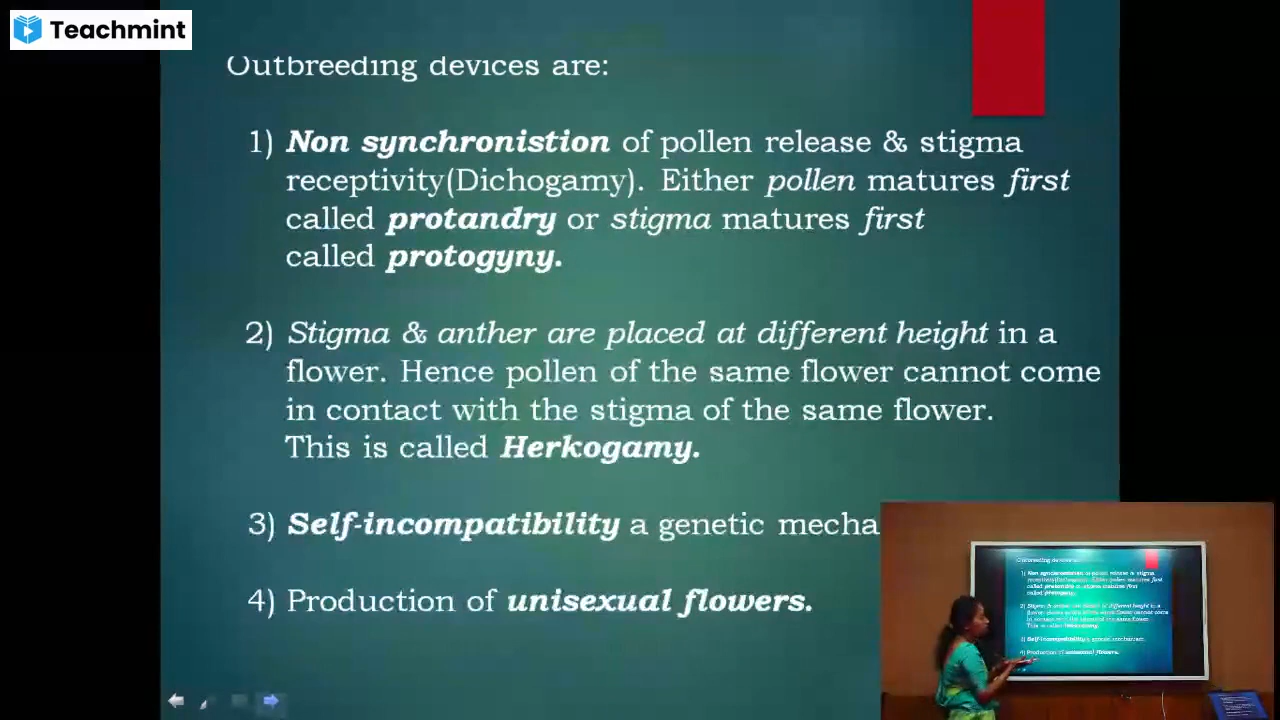 Teachmint
Outbreeding devices are:
1) Non synchronistion of pollen release & stigma
receptivity(Dichogamy). Either pollen matures first
called protandry or stigma matures first
called protogyny.
2) Stigma & anther are placed at different height in a
flower. Hence pollen of the same flower cannot come
in contact with the stigma of the same flower.
This is called Herkogamy.
3) Self-incompatibility a genetic mecha
4) Production of unisexual flowers.